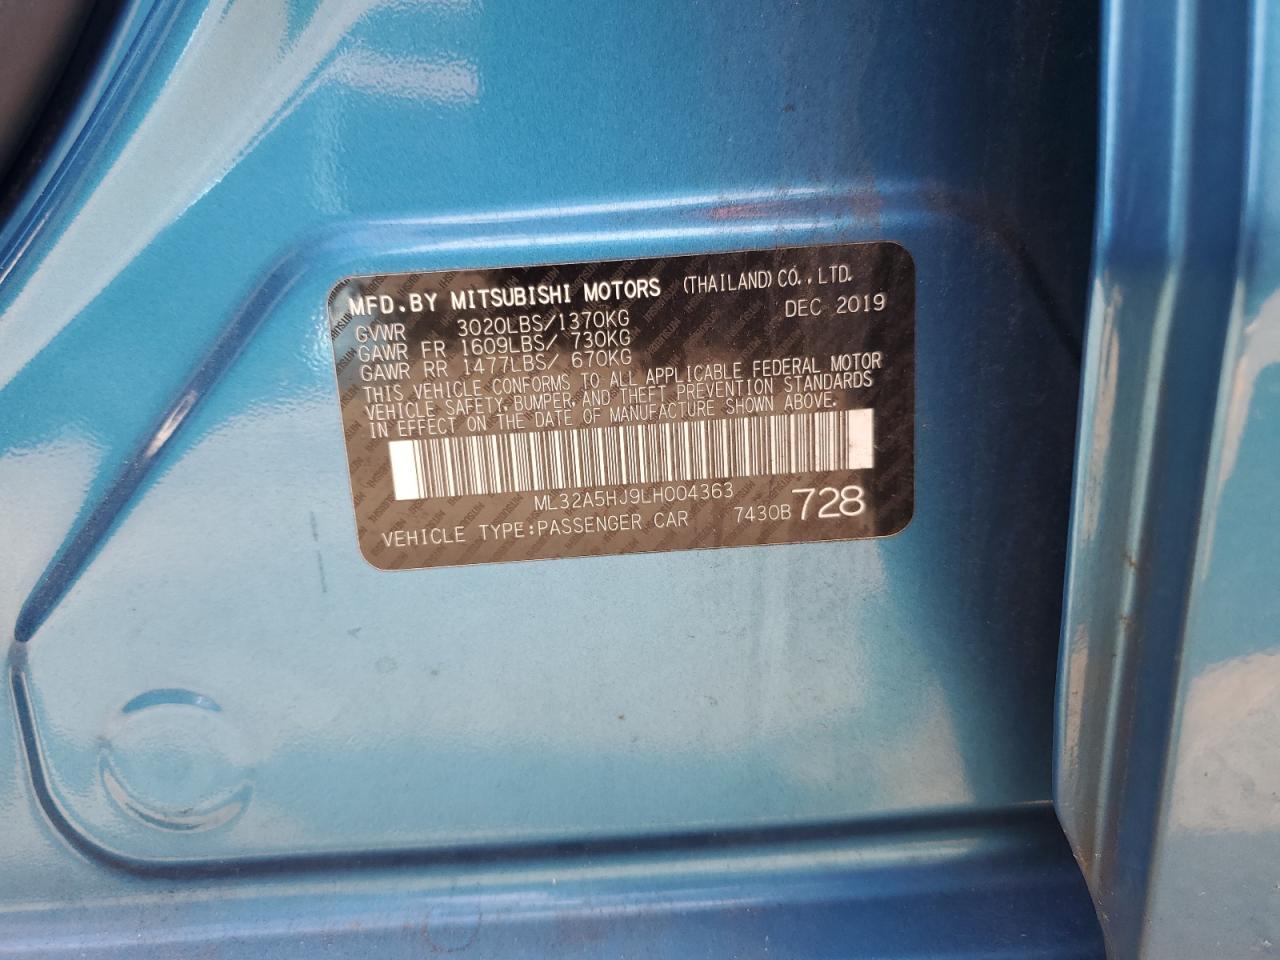 MFD.BY MITSUBISHI MOTORS (THAILAND) CO.,LTD.
DEC 2019
GVWR 3020LBS/1370KG
GAWR FR 1609LBS/ 730KG
GAWR RR 1477LBS/ 670KG
THIS VEHICLE CONFORMS TO ALL APPLICABLE FEDERAL MOTOR
VEHICLE SAFETY, BUMPER, AND THEFT PREVENTION STANDARDS
IN EFFECT ON THE DATE OF MANUFACTURE SHOWN ABOVE.
ML32A5HJ9LH004363
VEHICLE TYPE:PASSENGER CAR 7430B 728